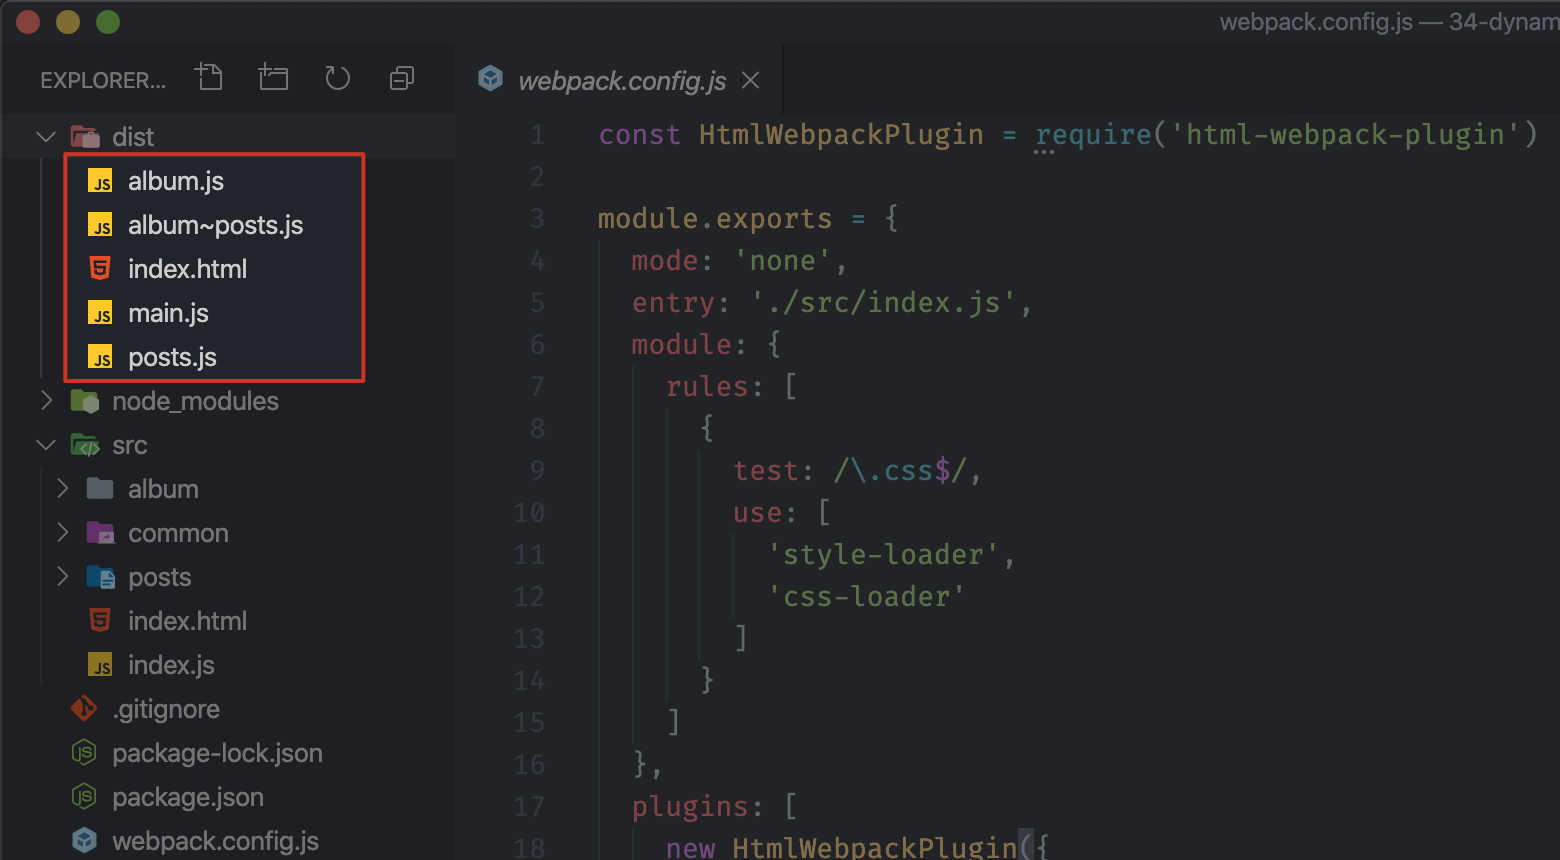 webpack.config.js — 34-dynam
EXPLORER...
webpack.config.js
dist
album.js
album~posts.js
index.html
main.js
posts.js
node_modules
src
album
common
posts
index.html
index.js
.gitignore
package-lock.json
package.json
webpack.config.js
1 const HtmlWebpackPlugin = require('html-webpack-plugin')
2
3 module.exports = {
4 mode: 'none',
5 entry: './src/index.js',
6 module: {
7 rules: [
8 {
9 test: /\.css$/,
10 use: [
11 'style-loader',
12 'css-loader'
13 ]
14 }
15 ]
16 },
17 plugins: [
18 new HtmlWebpackPlugin({